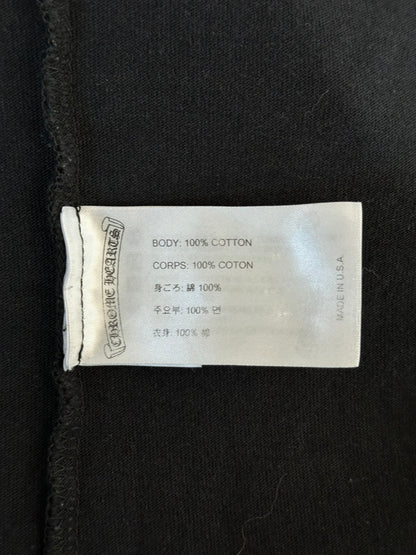 CHROME HEARTS
BODY: 100% COTTON
CORPS: 100% COTON
身ごろ: 綿 100%
주요부: 100% 면
衣身: 100% 棉
MADE IN U.S.A.